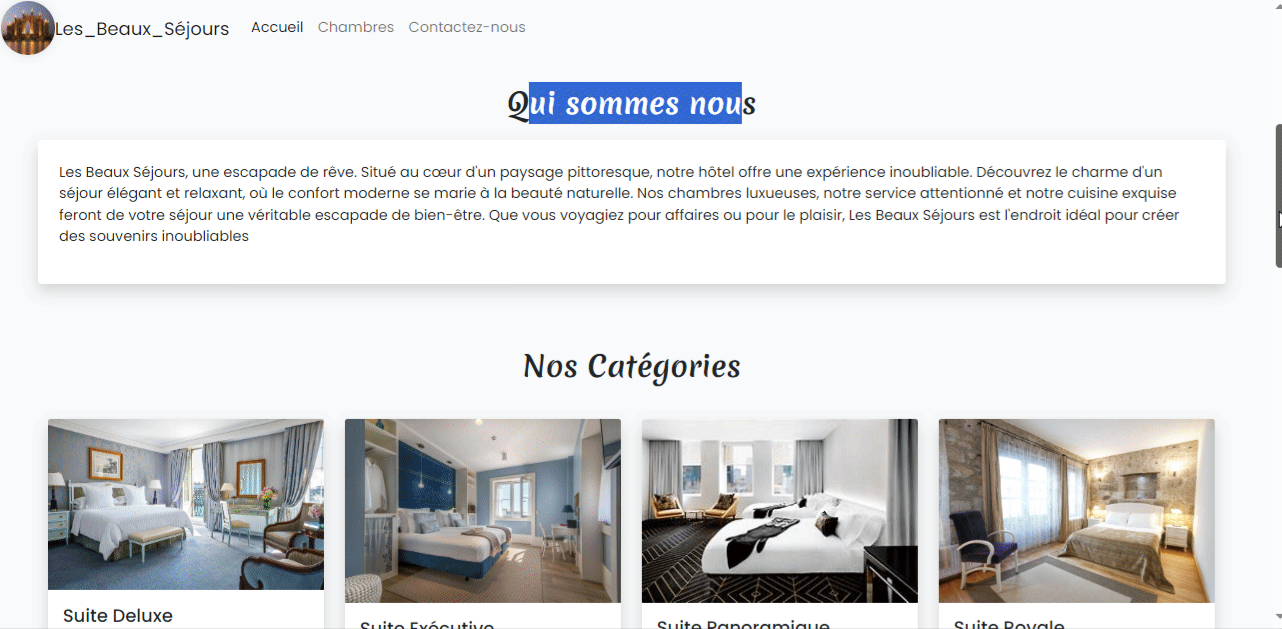 Les_Beaux_Séjours Accueil Chambres Contactez-nous
Qui sommes nous
Les Beaux Séjours, une escapade de rêve. Situé au cœur d'un paysage pittoresque, notre hôtel offre une expérience inoubliable. Découvrez le charme d'un
séjour élégant et relaxant, où le confort moderne se marie à la beauté naturelle. Nos chambres luxueuses, notre service attentionné et notre cuisine exquise
feront de votre séjour une véritable escapade de bien-être. Que vous voyagiez pour affaires ou pour le plaisir, Les Beaux Séjours est l'endroit idéal pour créer
des souvenirs inoubliables
Nos Catégories
Suite Deluxe
Suite Exécutive
Suite Panoramique
Suite Royale